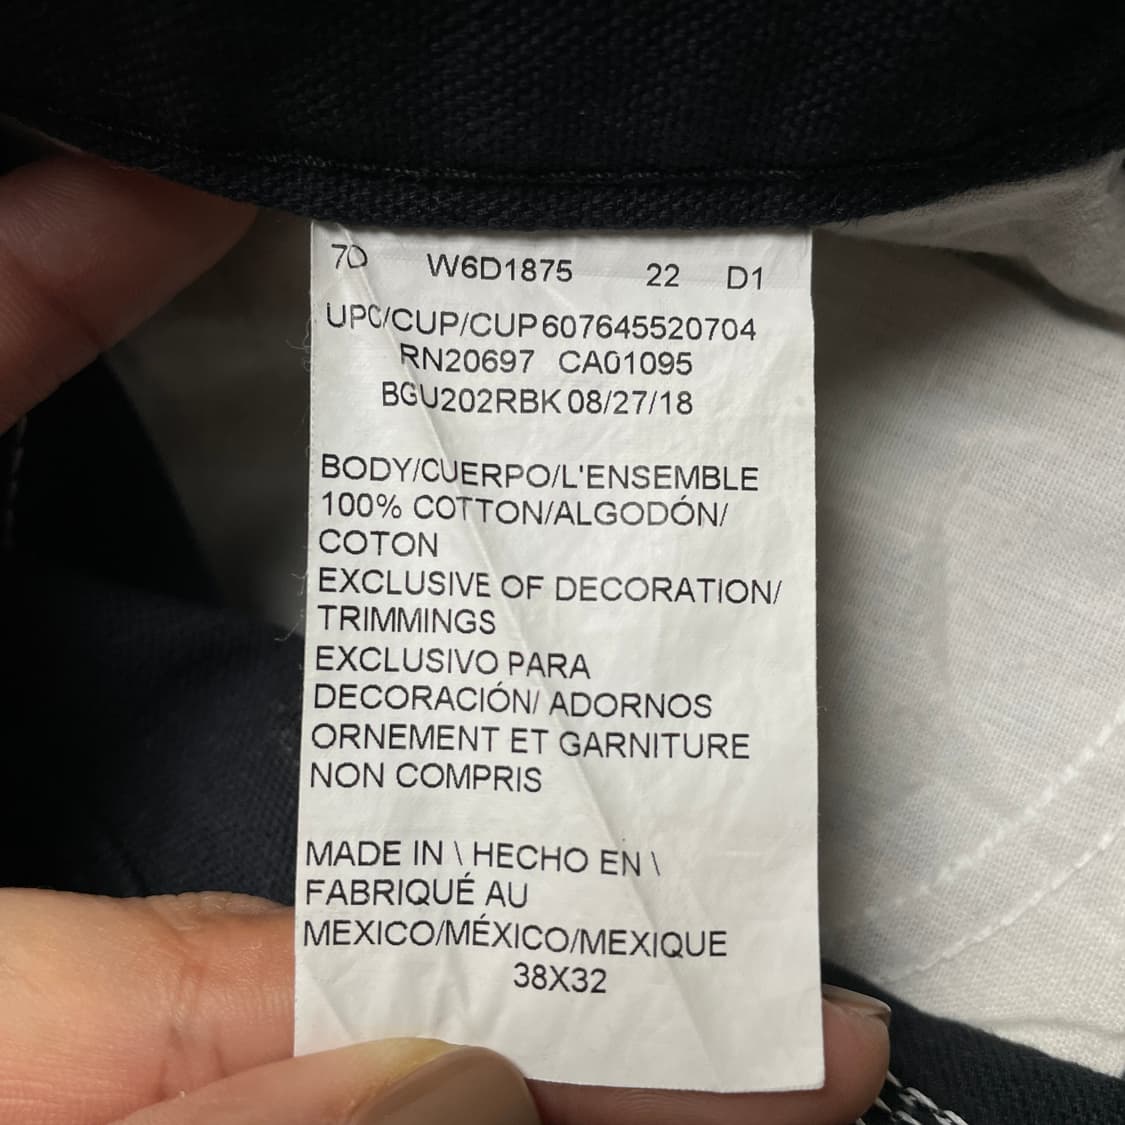 70 W6D1875 22 D1
UPC/CUP/CUP 607645520704
RN20697 CA01095
BGU202RBK 08/27/18
BODY/CUERPO/L'ENSEMBLE
100% COTTON/ALGODÓN/
COTON
EXCLUSIVE OF DECORATION/
TRIMMINGS
EXCLUSIVO PARA
DECORACIÓN/ ADORNOS
ORNEMENT ET GARNITURE
NON COMPRIS
MADE IN \ HECHO EN \
FABRIQUÉ AU
MEXICO/MÉXICO/MEXIQUE
38X32